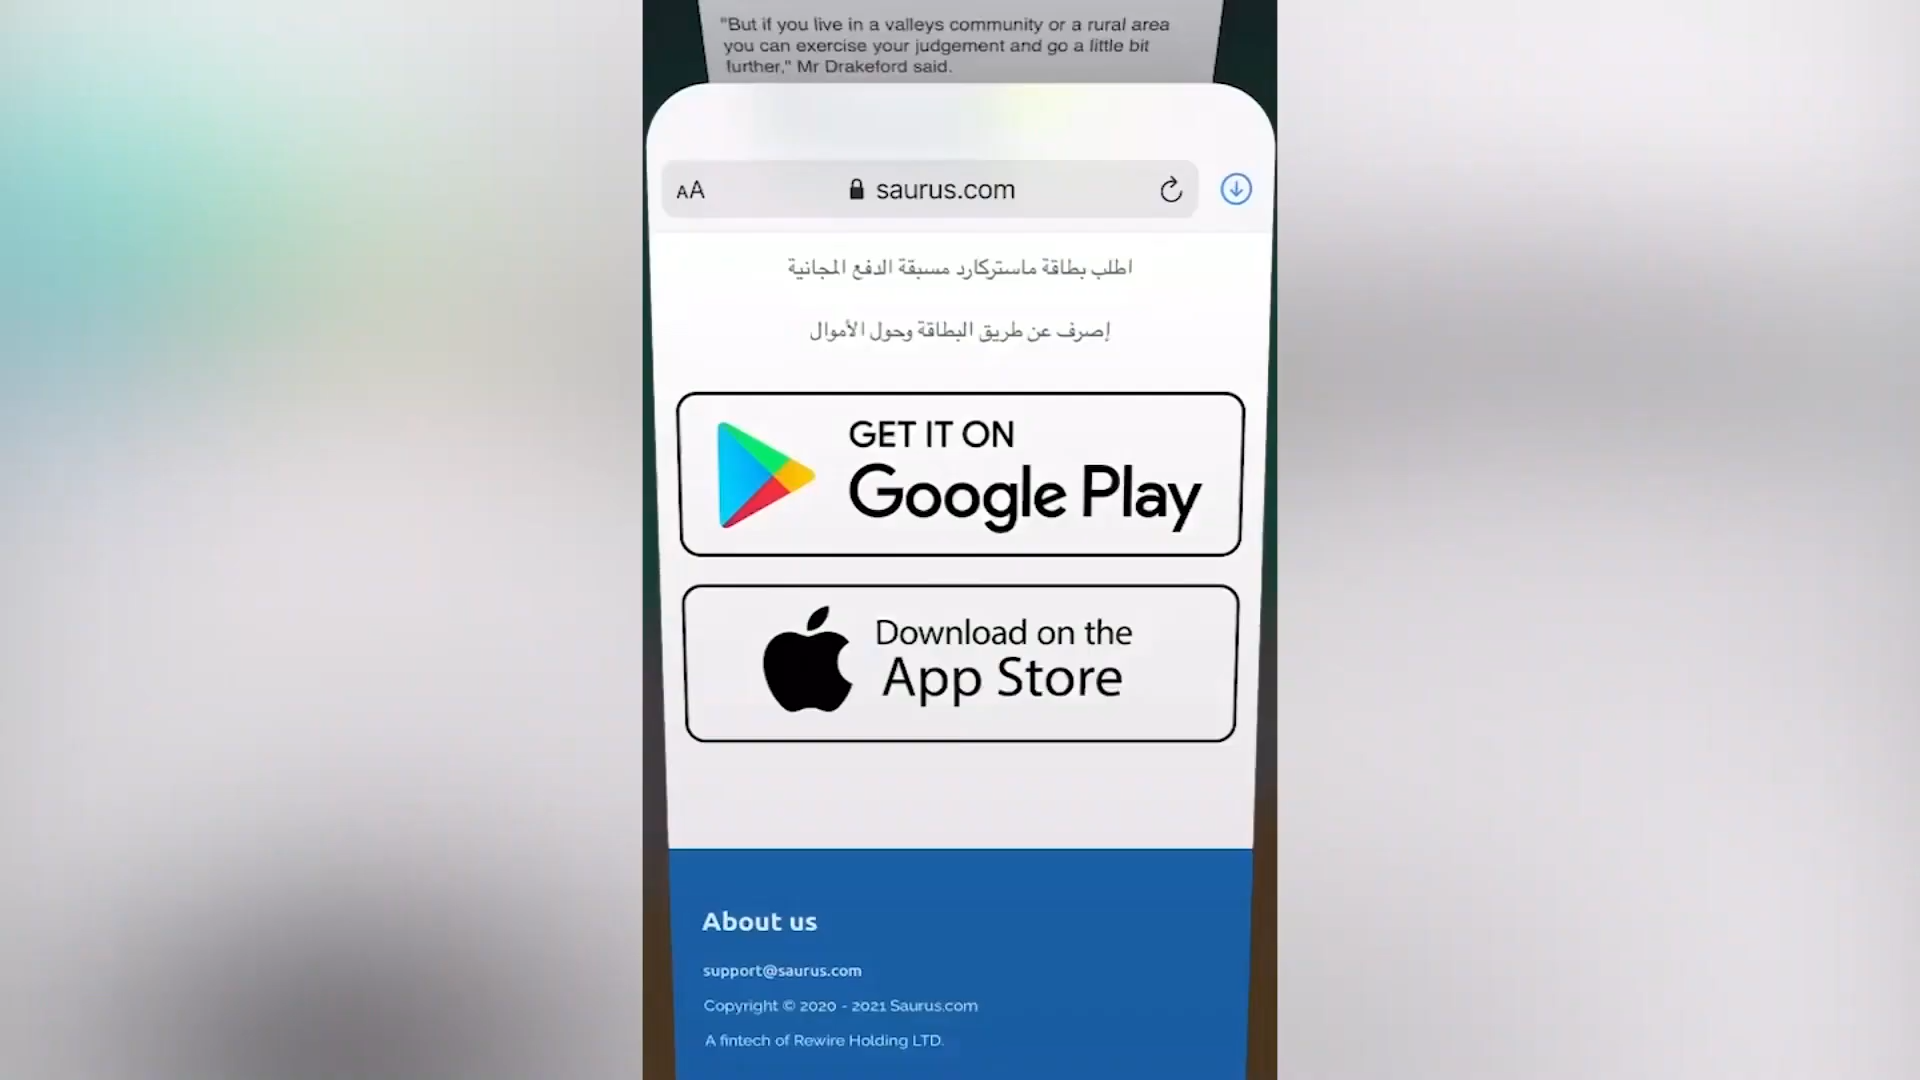 "But if you live in a valleys community or a rural area
you can exercise your judgement and go a little bit
further," Mr Drakeford said.
AA saurus.com
اطلب بطاقة ماستركارد مسبقة الدفع المجانية
إصرف عن طريق البطاقة وحول الأموال
GET IT ON
Google Play
Download on the
App Store
About us
support@saurus.com
Copyright © 2020 - 2021 Saurus.com
A fintech of Rewire Holding LTD.